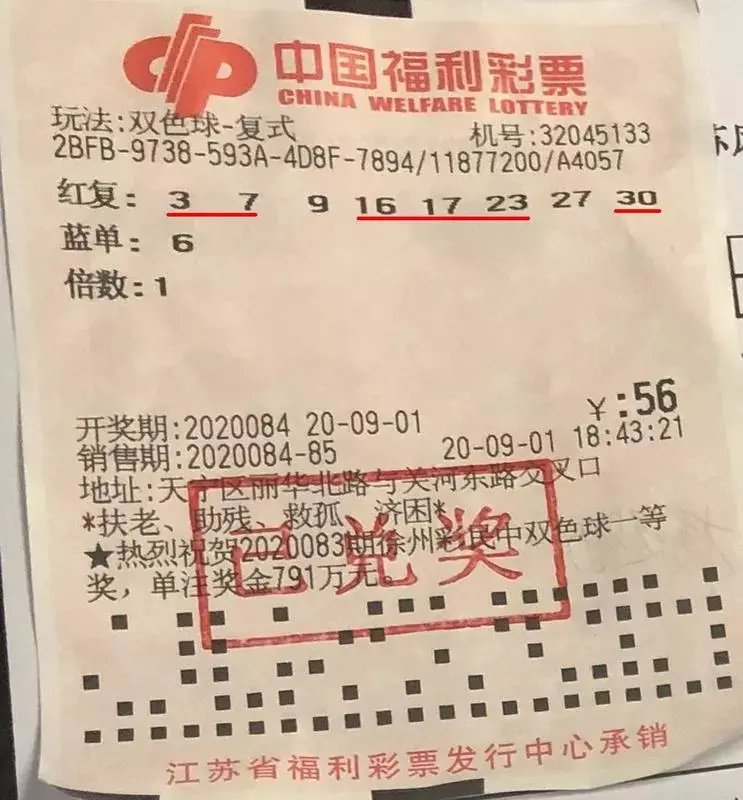 中国福利彩票
CHINA WELFARE LOTTERY
玩法:双色球-复式 机号:32045133
2BFB-9738-593A-4D8F-7894/11877200/A4057
红复: 3 7 9 16 17 23 27 30
蓝单: 6
倍数:1
¥:56
开奖期:2020084 20-09-01
销售期:2020084-85 20-09-01 18:43:21
地址:天宁区丽华北路与关河东路交叉口
*扶老、助残、救孤、济困*
★热烈祝贺2020083期徐州彩民中双色球一等
奖，单注奖金791万元。
已兑奖
江苏省福利彩票发行中心承销